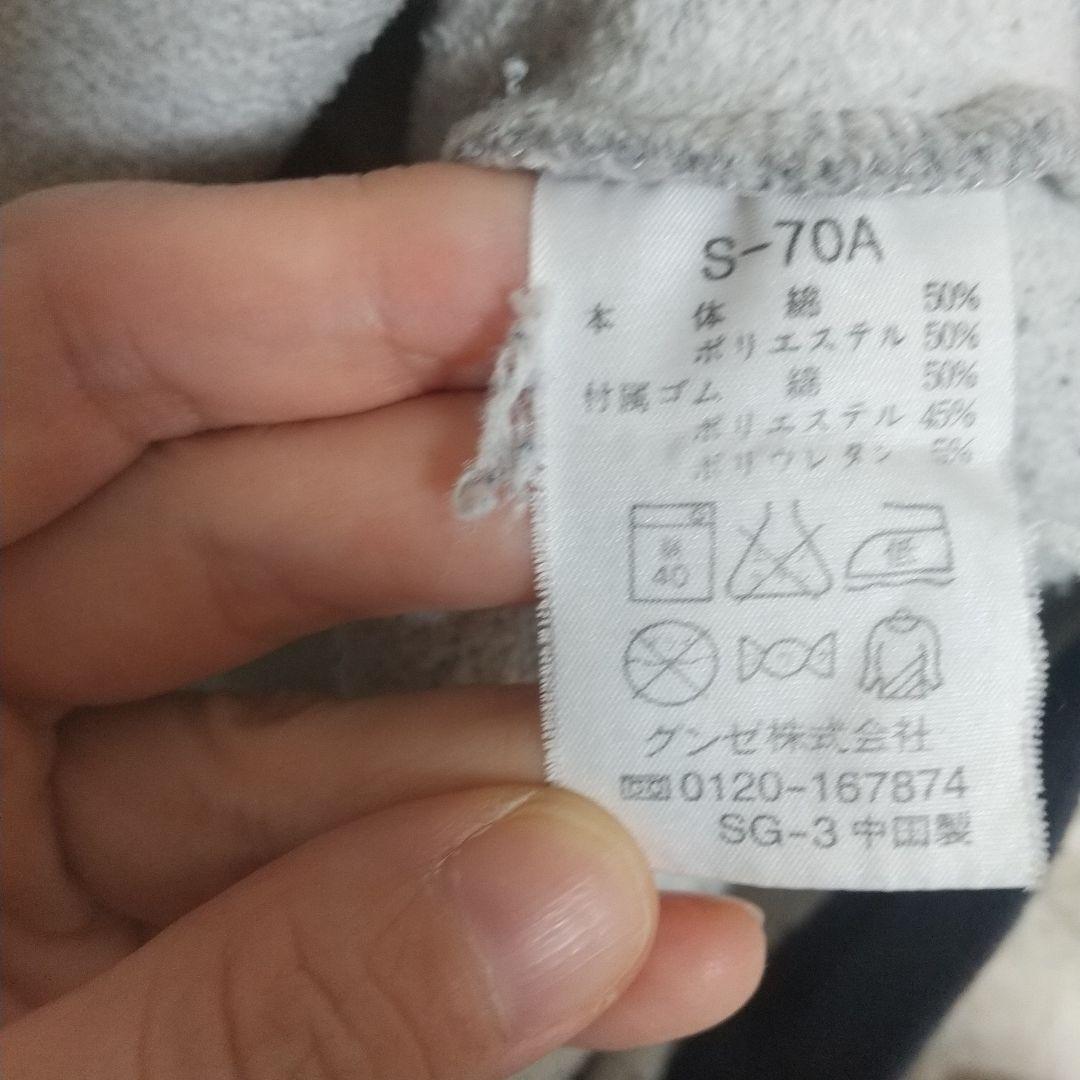 S-70A
本 体 綿 50%
ポリエステル 50%
付属ゴム 綿 50%
ポリエステル 45%
ポリウレタン 5%
40
低
グンゼ株式会社
0120-167874
SG-3 中国製